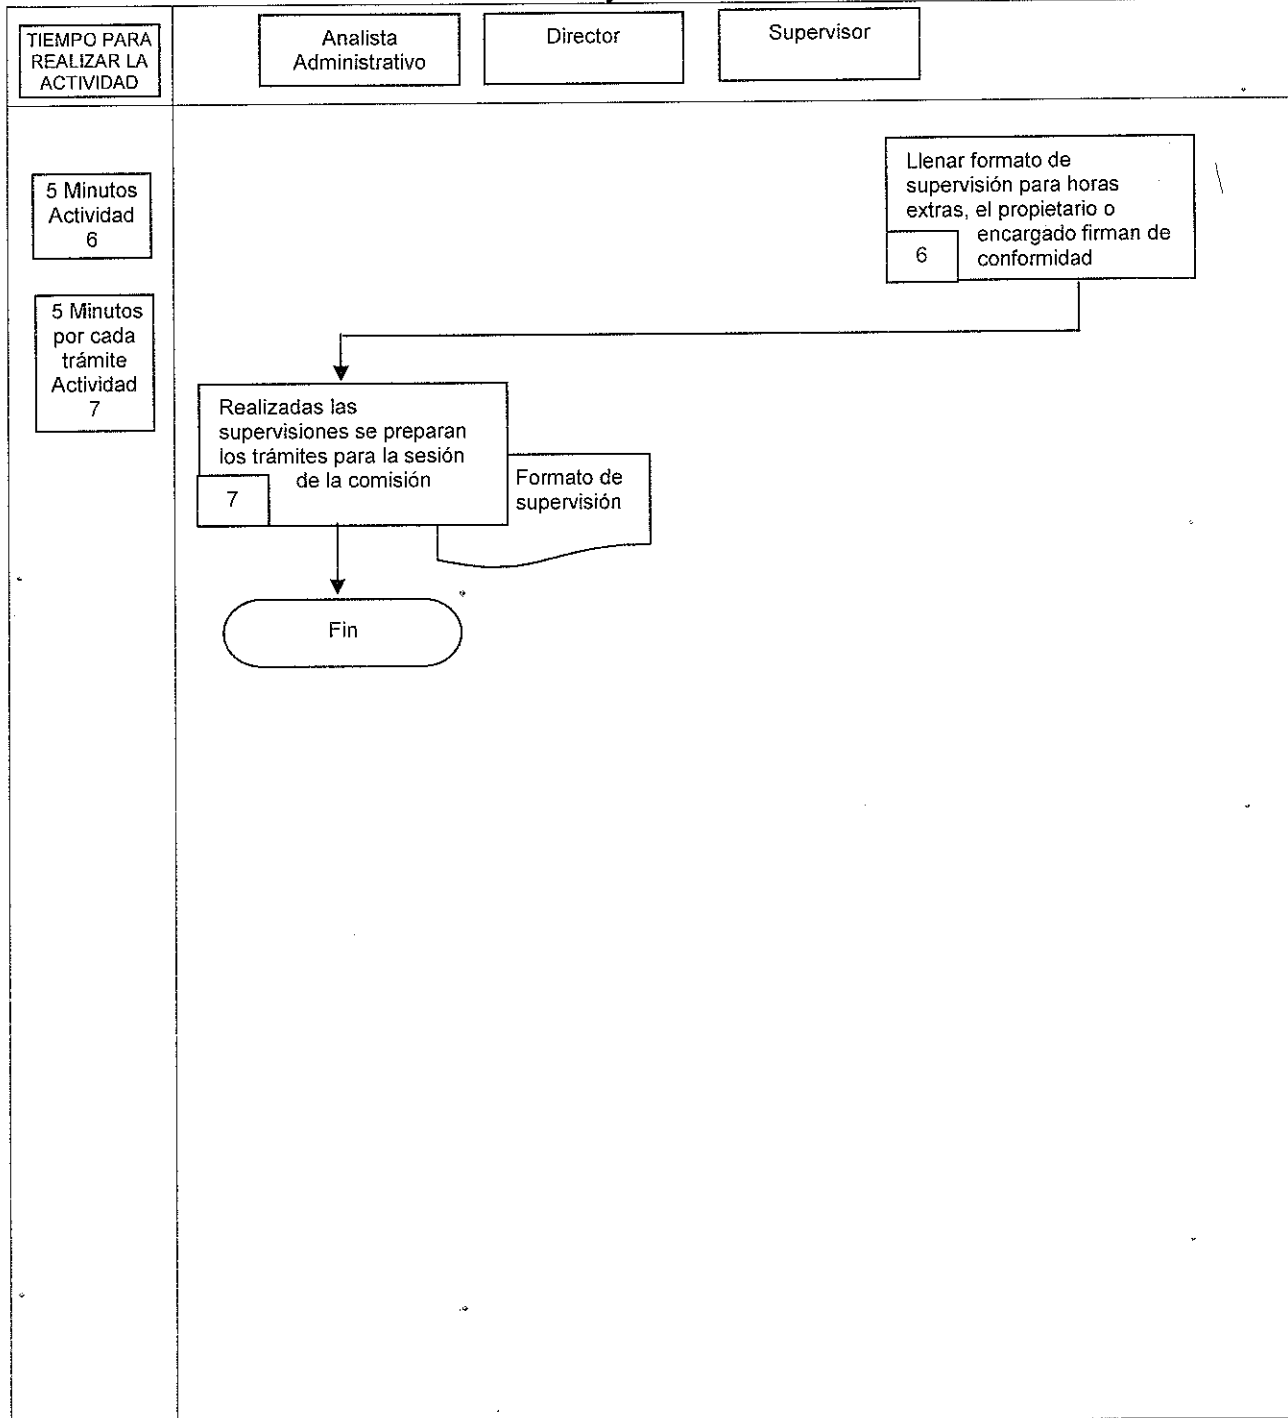 TIEMPO PARA
REALIZAR LA
ACTIVIDAD
Analista
Administrativo
Director
Supervisor
5 Minutos
Actividad
6
Llenar formato de
supervisión para horas
extras, el propietario o
encargado firman de
conformidad
6
5 Minutos
por cada
trámite
Actividad
7
Realizadas las
supervisiones se preparan
los trámites para la sesión
de la comisión
7
Formato de
supervisión
Fin